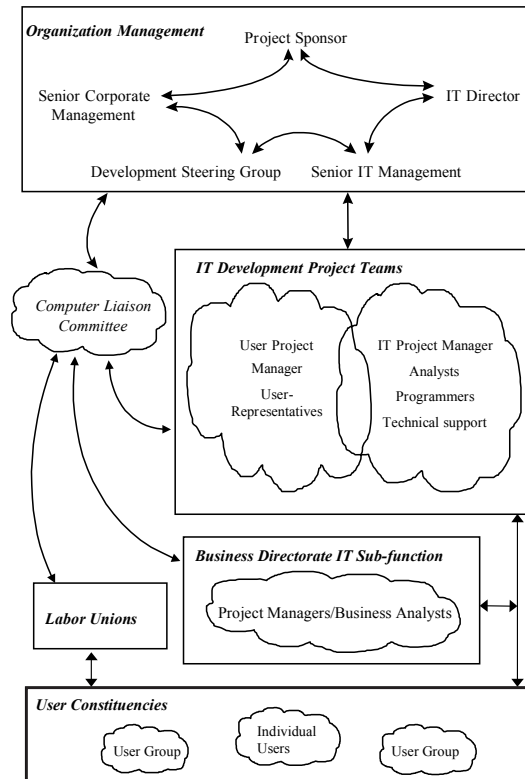 Organization Management
Project Sponsor
Senior Corporate
Management
IT Director
Development Steering Group
Senior IT Management
IT Development Project Teams
Computer Liaison
Committee
User Project
Manager
User-
Representatives
IT Project Manager
Analysts
Programmers
Technical support
Business Directorate IT Sub-function
Project Managers/Business Analysts
Labor Unions
User Constituencies
User Group
Individual
Users
User Group